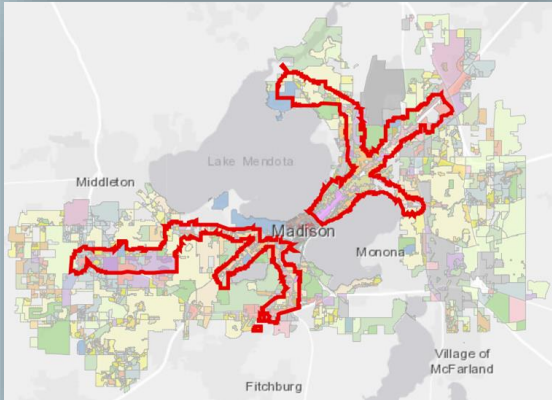 Lake Mendota
Middleton
Madison
Monona
Village of
McFarland
Fitchburg